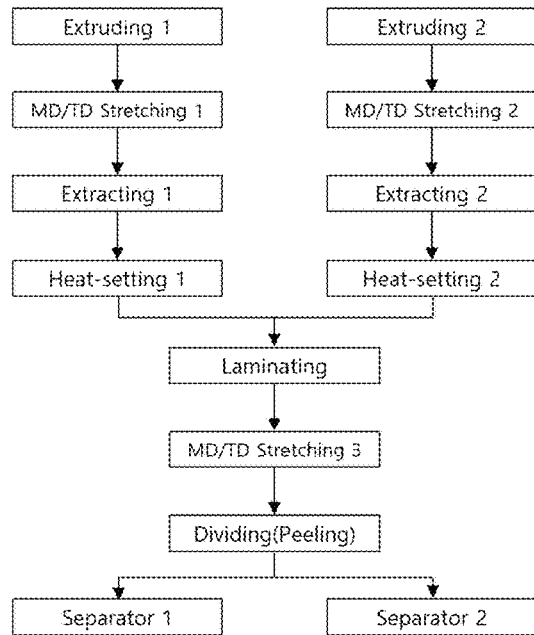 Extruding 1
Extruding 2
MD/TD Stretching 1
MD/TD Stretching 2
Extracting 1
Extracting 2
Heat-setting 1
Heat-setting 2
Laminating
MD/TD Stretching 3
Dividing(Peeling)
Separator 1
Separator 2